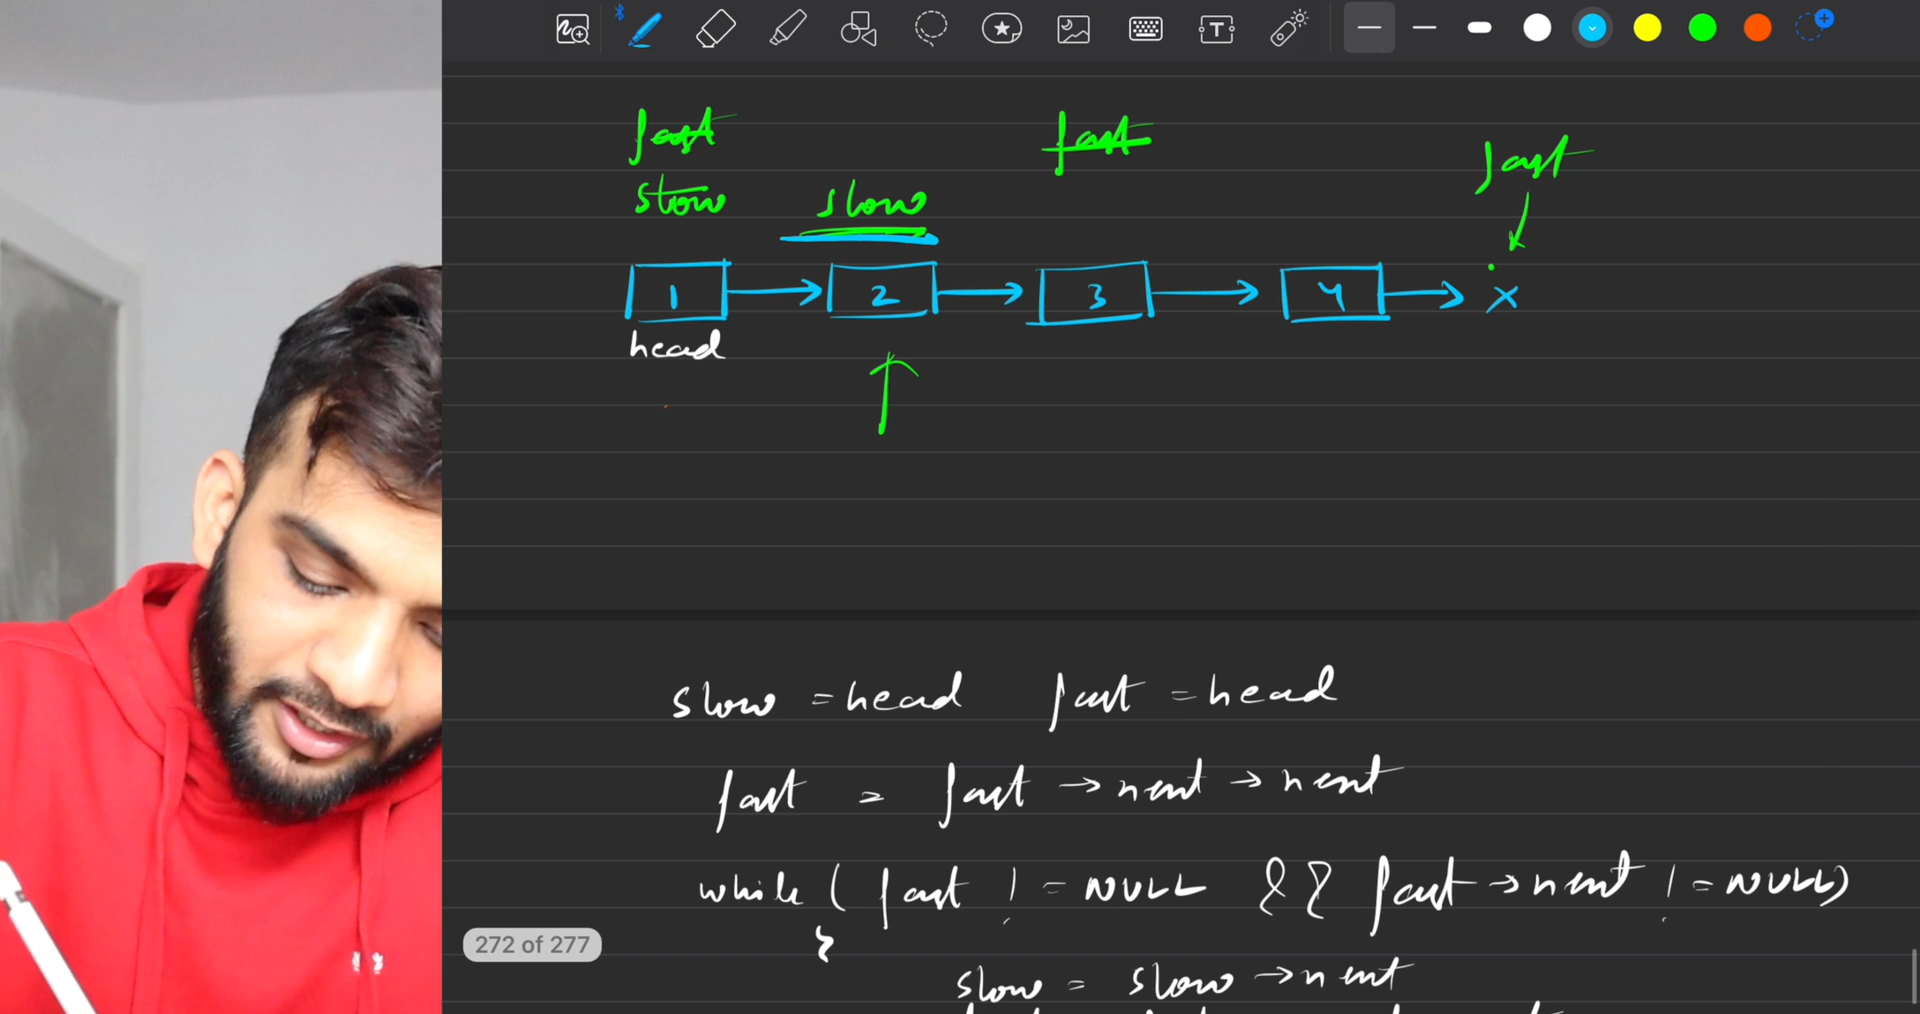 fast fast fast
slow slow
1 2 3 4 x
head
slow = head fast = head
fast = fast → next → next
while ( fast != NULL && fast → next != NULL)
{
272 of 277
slow = slow → next